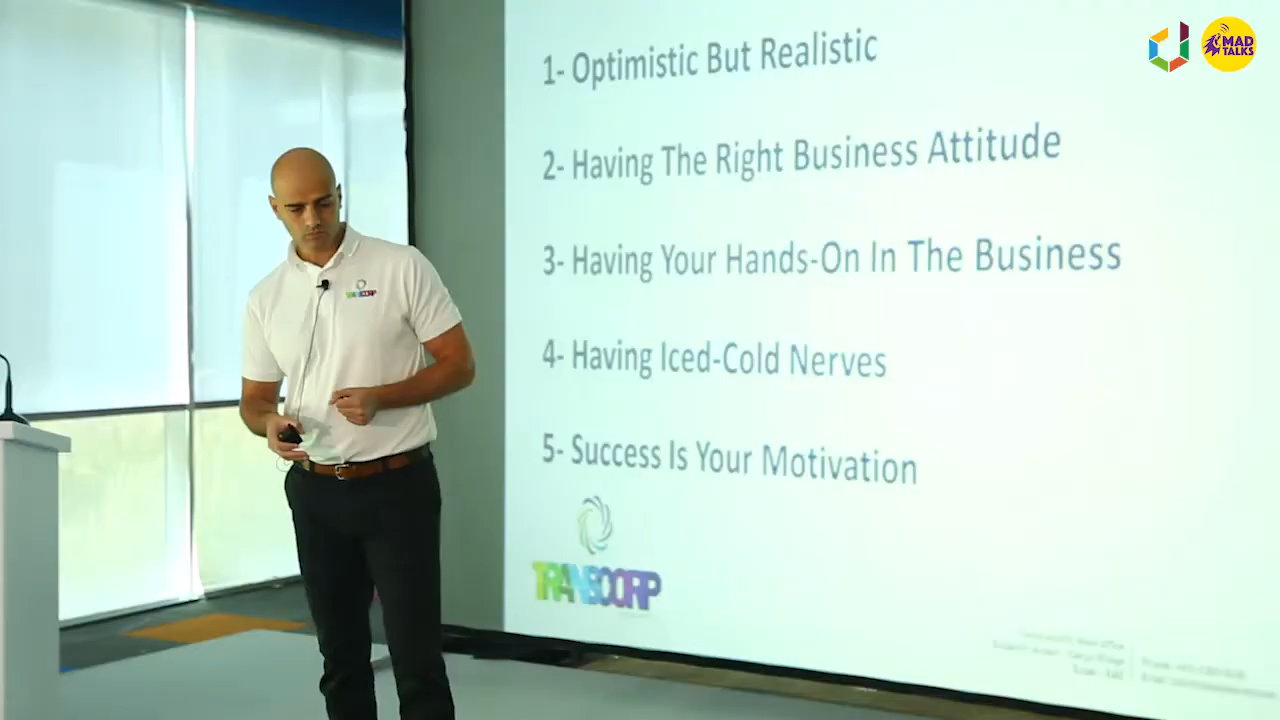 MAD
TALKS
1- Optimistic But Realistic
2- Having The Right Business Attitude
3- Having Your Hands-On In The Business
4- Having Iced-Cold Nerves
5- Success Is Your Motivation
TRANSCORP
TRANSCORP